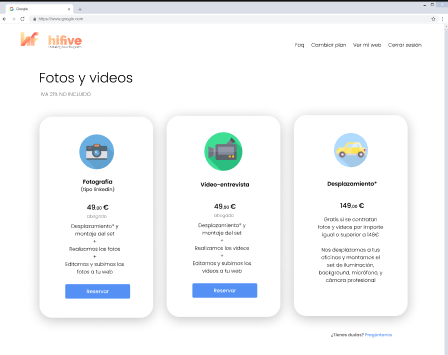 Google
https://www.google.com
hifive
Faq Cambiar plan Ver mi web Cerrar sesión
Fotos y videos
IVA 21% NO INCLUIDO
Fotografía
(tipo linkedin)
49,00 €
abogado
Desplazamiento* y
montaje del set
+
Realizamos las fotos
+
Editamos y subimos las
fotos a tu web
Reservar
Video-entrevista
49,00 €
abogado
Desplazamiento* y
montaje del set
+
Realizamos los videos
+
Editamos y subimos los
videos a tu web
Reservar
Desplazamiento*
149,00 €
Gratis si se contratan
fotos y videos por importe
igual o superior a 149€
Nos desplatamos a tus
oficinas y montamos el
set de iluminación,
background, micrófono, y
cámara profesional
¿Tienes dudas? Pregúntanos